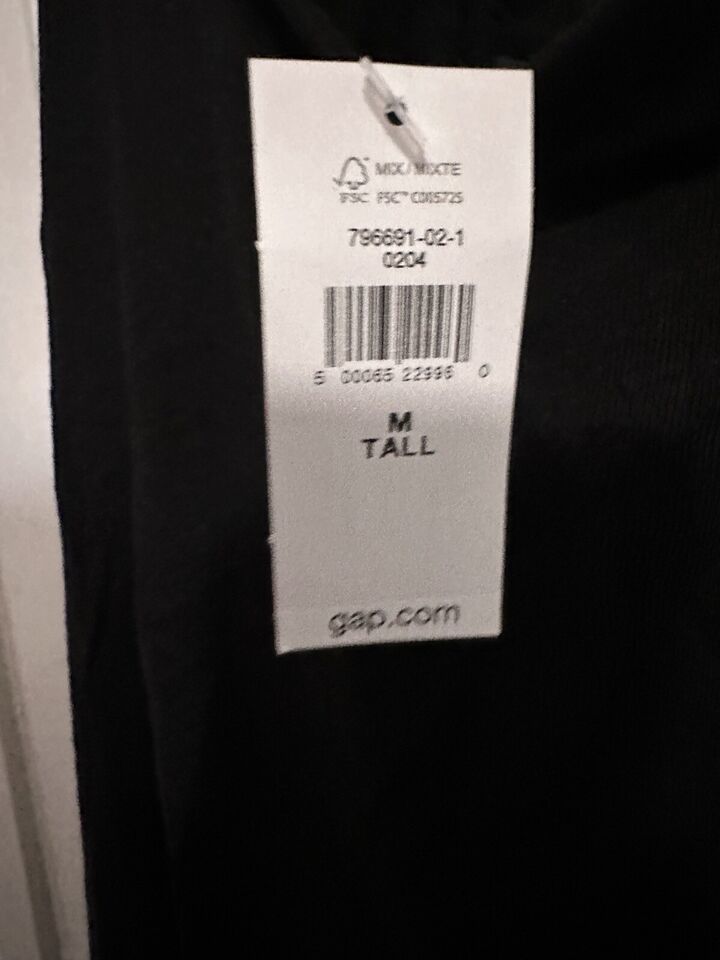 MIX/MIXTE
FSC FSC™ C005725
796691-02-1
0204
5 00065 22996 0
M
TALL
gap.com